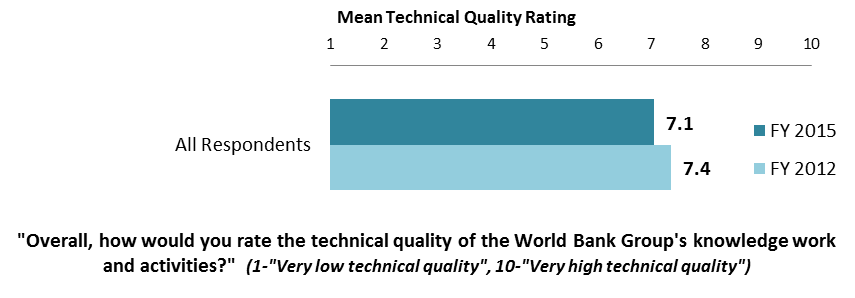 Mean Technical Quality Rating
1 2 3 4 5 6 7 8 9 10
All Respondents
7.1
7.4
FY 2015
FY 2012
"Overall, how would you rate the technical quality of the World Bank Group's knowledge work
and activities?" (1-"Very low technical quality", 10-"Very high technical quality")